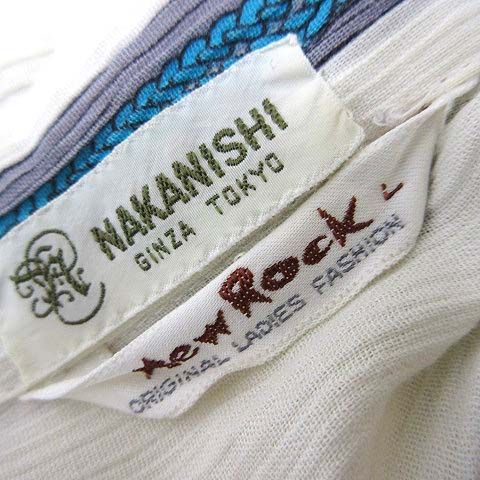 NAKANISHI
GINZA TOKYO
new Rock L
ORIGINAL LADIES FASHION